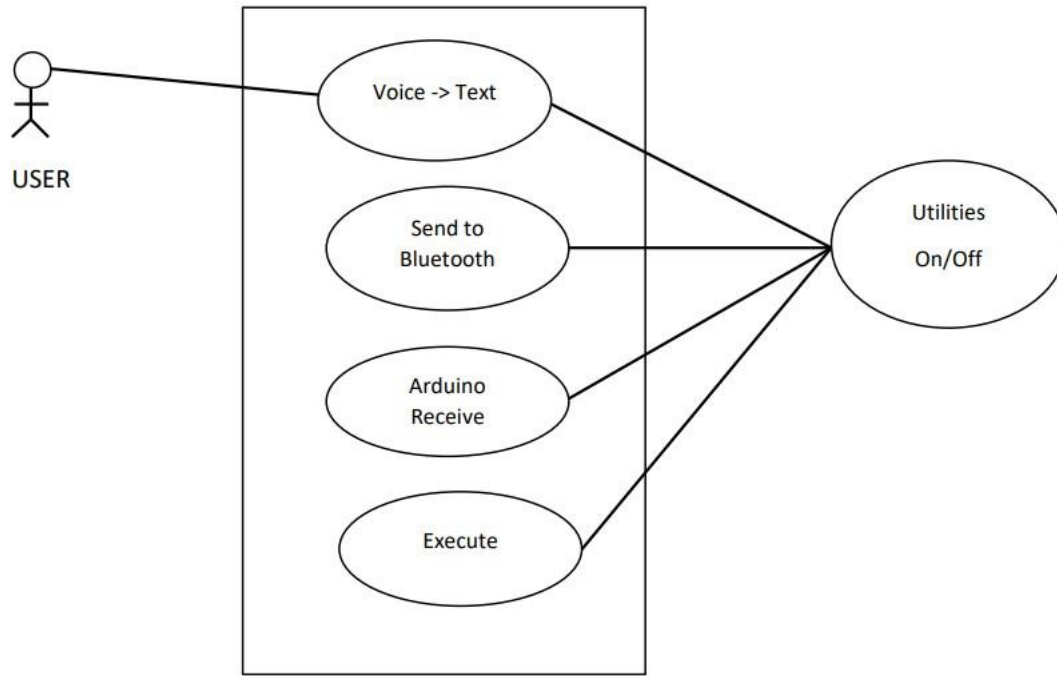 Voice -> Text
USER
Send to
Bluetooth
Utilities
On/Off
Arduino
Receive
Execute